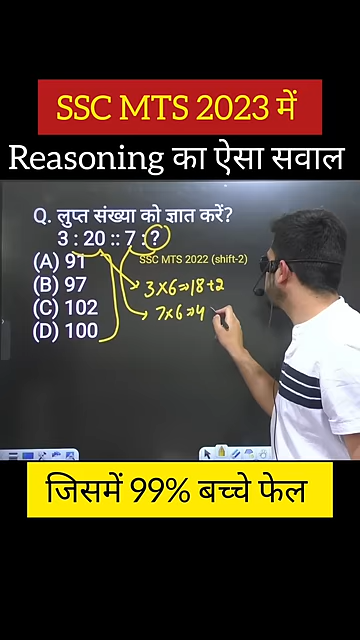 SSC MTS 2023 में
Reasoning का ऐसा सवाल
Q. लुप्त संख्या को ज्ञात करें?
3 : 20 :: 7 : ?
(A) 91
SSC MTS 2022 (shift-2)
3×6⇒18+2
(B) 97
7×6⇒4
(C) 102
(D) 100
जिसमें 99% बच्चे फेल